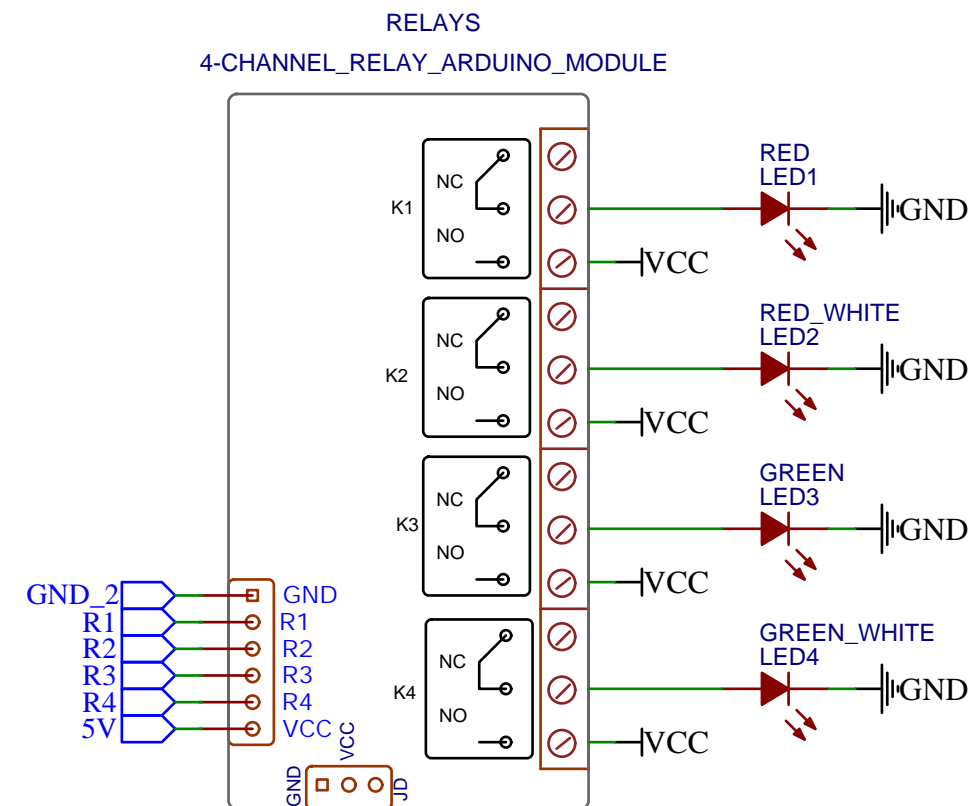 RELAYS
4-CHANNEL_RELAY_ARDUINO_MODULE
NC
K1
NO
RED
LED1
GND
VCC
NC
K2
NO
RED_WHITE
LED2
GND
VCC
NC
K3
NO
GREEN
LED3
GND
VCC
NC
K4
NO
GREEN_WHITE
LED4
GND
VCC
GND_2 GND
R1 R1
R2 R2
R3 R3
R4 R4
5V VCC
GND
VCC
JD